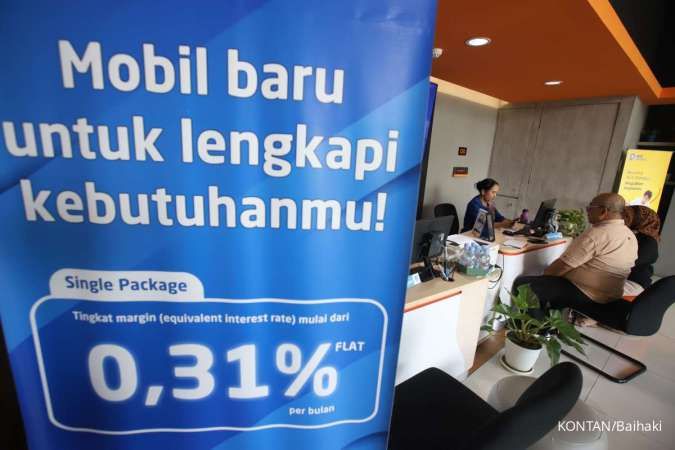 Mobil baru
untuk lengkapi
kebutuhanmu!
Single Package
Tingkat margin (equivalent interest rate) mulai dari
0,31% FLAT
per bulan
KONTAN/Baihaki